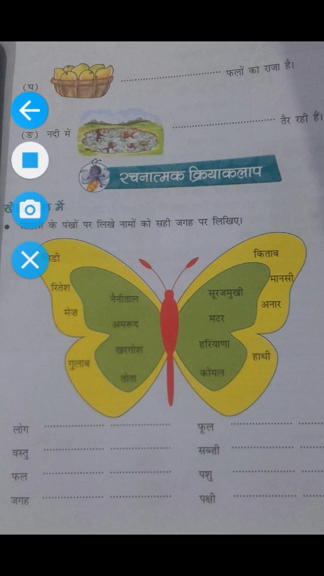 (घ) ........................ फलों का राजा है।
(ङ) नदी में ........................ तैर रही हैं।
रचनात्मक क्रियाकलाप
में
के पंखों पर लिखे नामों को सही जगह पर लिखिए।
किताब
रितेश
मानसी
मेज
नैनीताल
सूरजमुखी
अनार
अमरूद
मटर
गुलाब
खरगोश
हरियाणा
हाथी
तोता
कोयल
लोग ........................ ........................ फूल ........................
वस्तु ........................ ........................ सब्जी ........................
फल ........................ ........................ पशु ........................
जगह ........................ ........................ पक्षी ........................